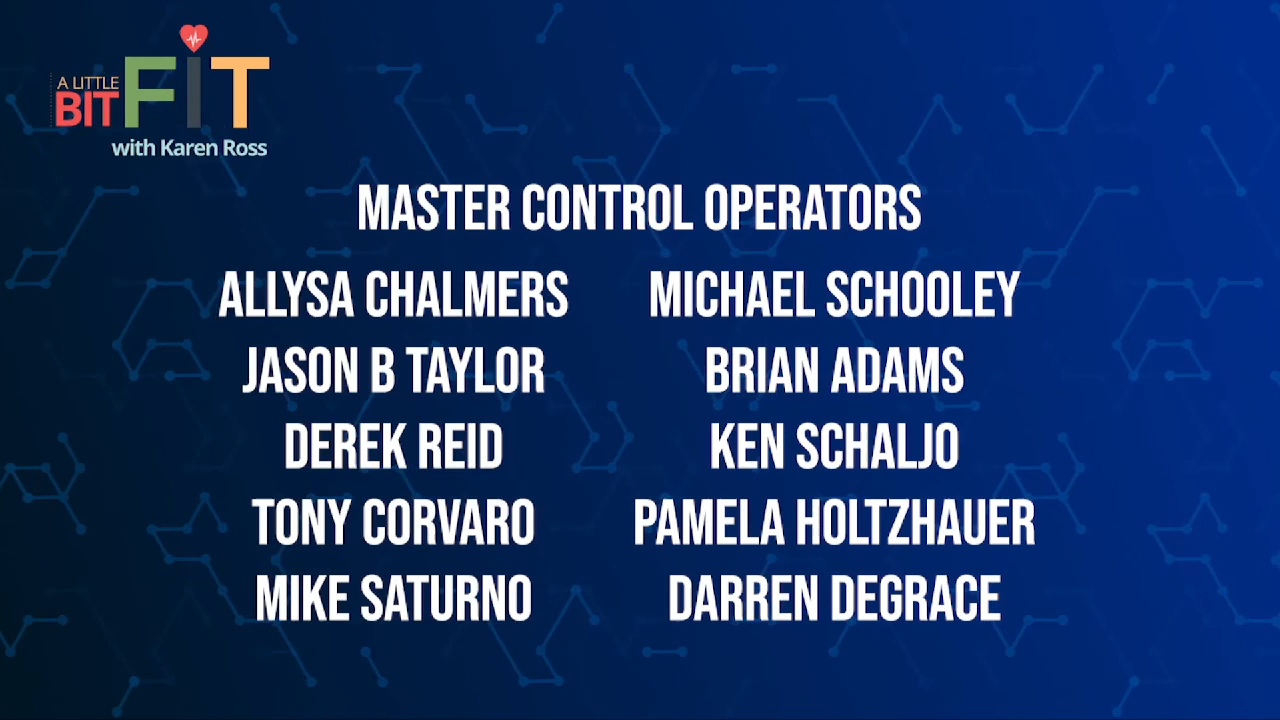 A LITTLE
BIT FiT
with Karen Ross
MASTER CONTROL OPERATORS
ALLYSA CHALMERS
MICHAEL SCHOOLEY
JASON B TAYLOR
BRIAN ADAMS
DEREK REID
KEN SCHALJO
TONY CORVARO
PAMELA HOLTZHAUER
MIKE SATURNO
DARREN DEGRACE